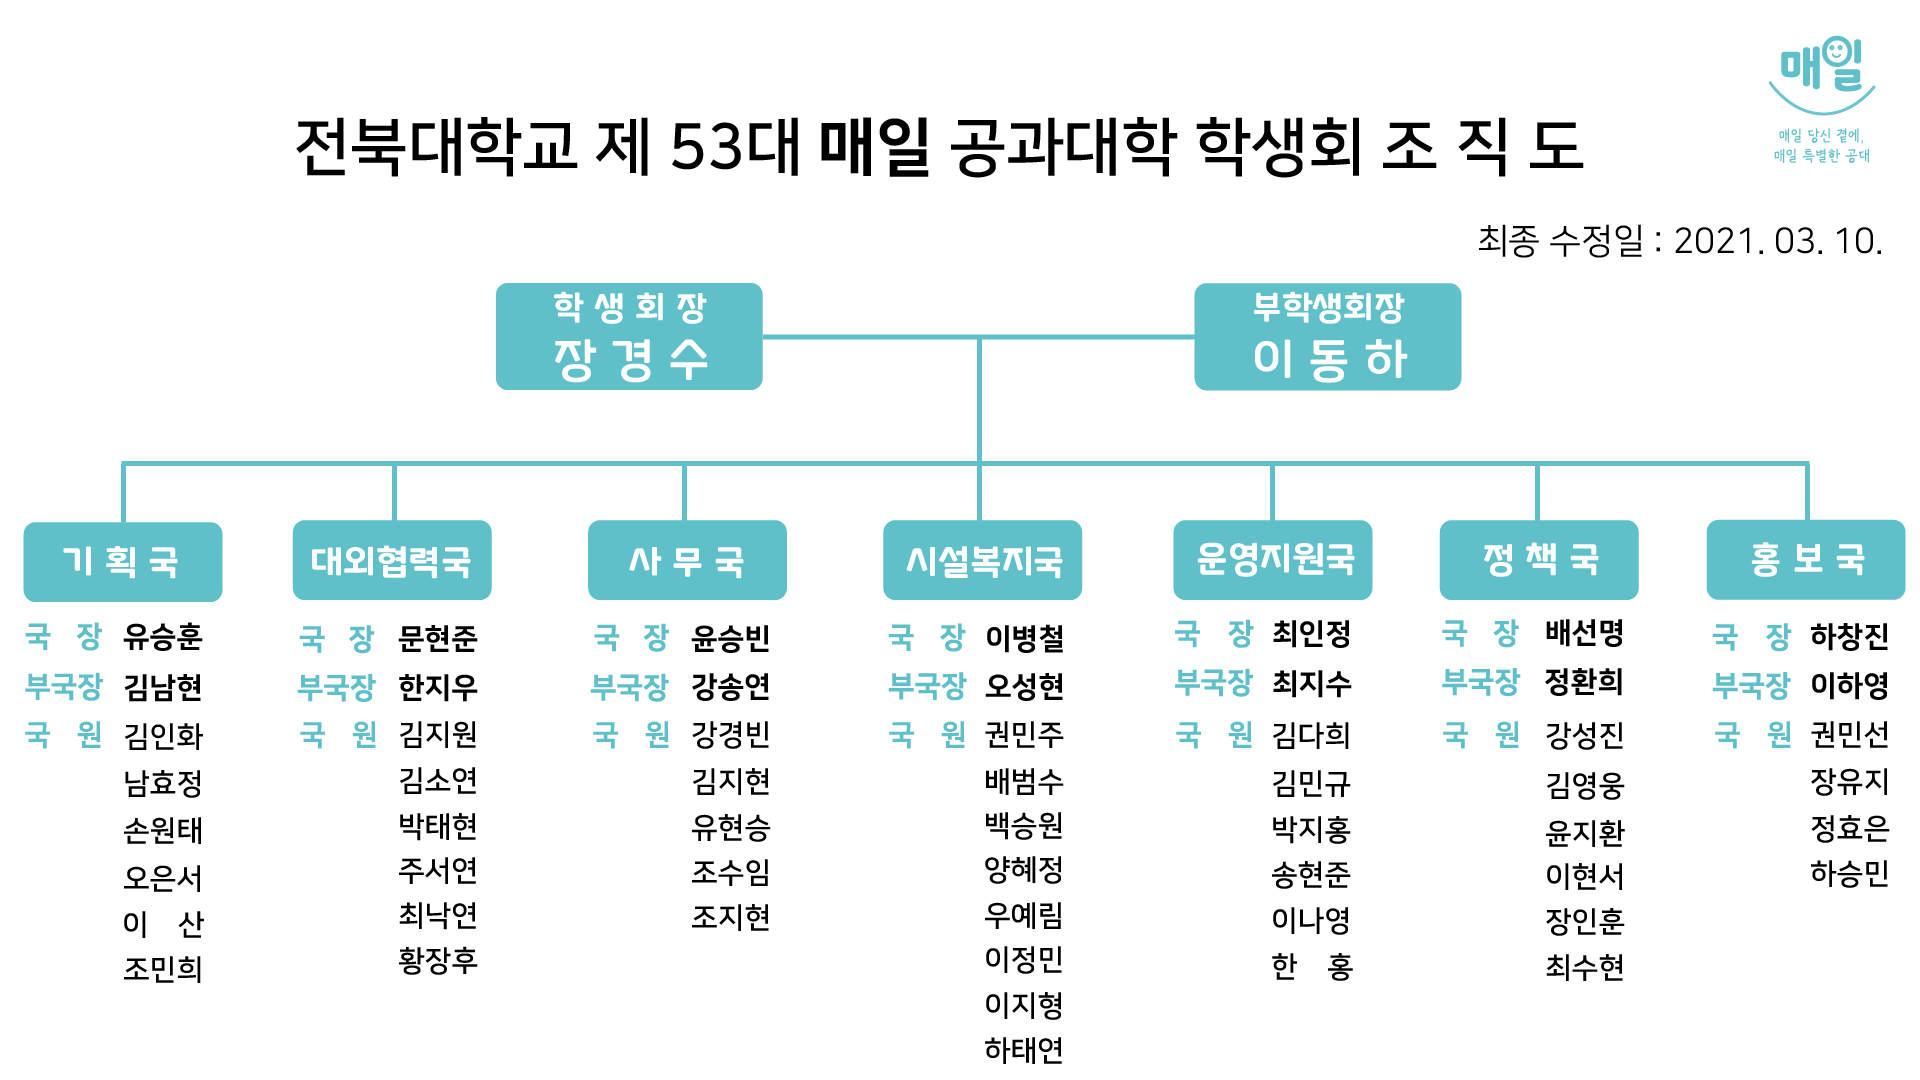 매일
매일 당신 곁에,
매일 특별한 공대
전북대학교 제 53대 매일 공과대학 학생회 조 직 도
최종 수정일 : 2021. 03. 10.
학 생 회 장
장 경 수
부학생회장
이 동 하
기 획 국
국 장 유승훈
부국장 김남현
국 원 김인화
남효정
손원태
오은서
이 산
조민희
대외협력국
국 장 문현준
부국장 한지우
국 원 김지원
김소연
박태현
주서연
최낙연
황장후
사 무 국
국 장 윤승빈
부국장 강송연
국 원 강경빈
김지현
유현승
조수임
조지현
시설복지국
국 장 이병철
부국장 오성현
국 원 권민주
배범수
백승원
양혜정
우예림
이정민
이지형
하태연
운영지원국
국 장 최인정
부국장 최지수
국 원 김다희
김민규
박지홍
송현준
이나영
한 홍
정 책 국
국 장 배선명
부국장 정환희
국 원 강성진
김영웅
윤지환
이현서
장인훈
최수현
홍 보 국
국 장 하창진
부국장 이하영
국 원 권민선
장유지
정효은
하승민